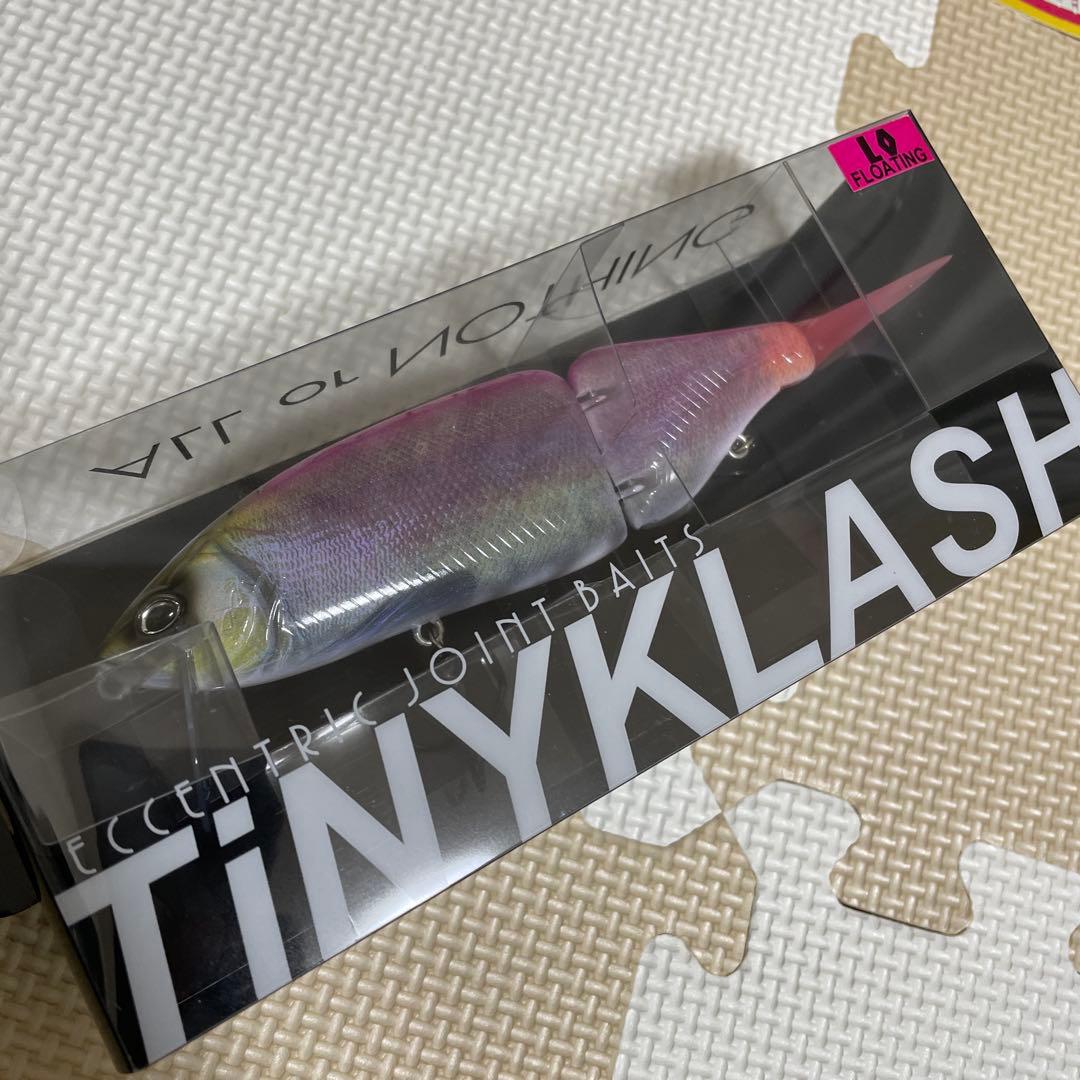 LO
FLOATING
ALL or NOTHING
ECCENTRIC JOINT BAITS
TiNYKLASH